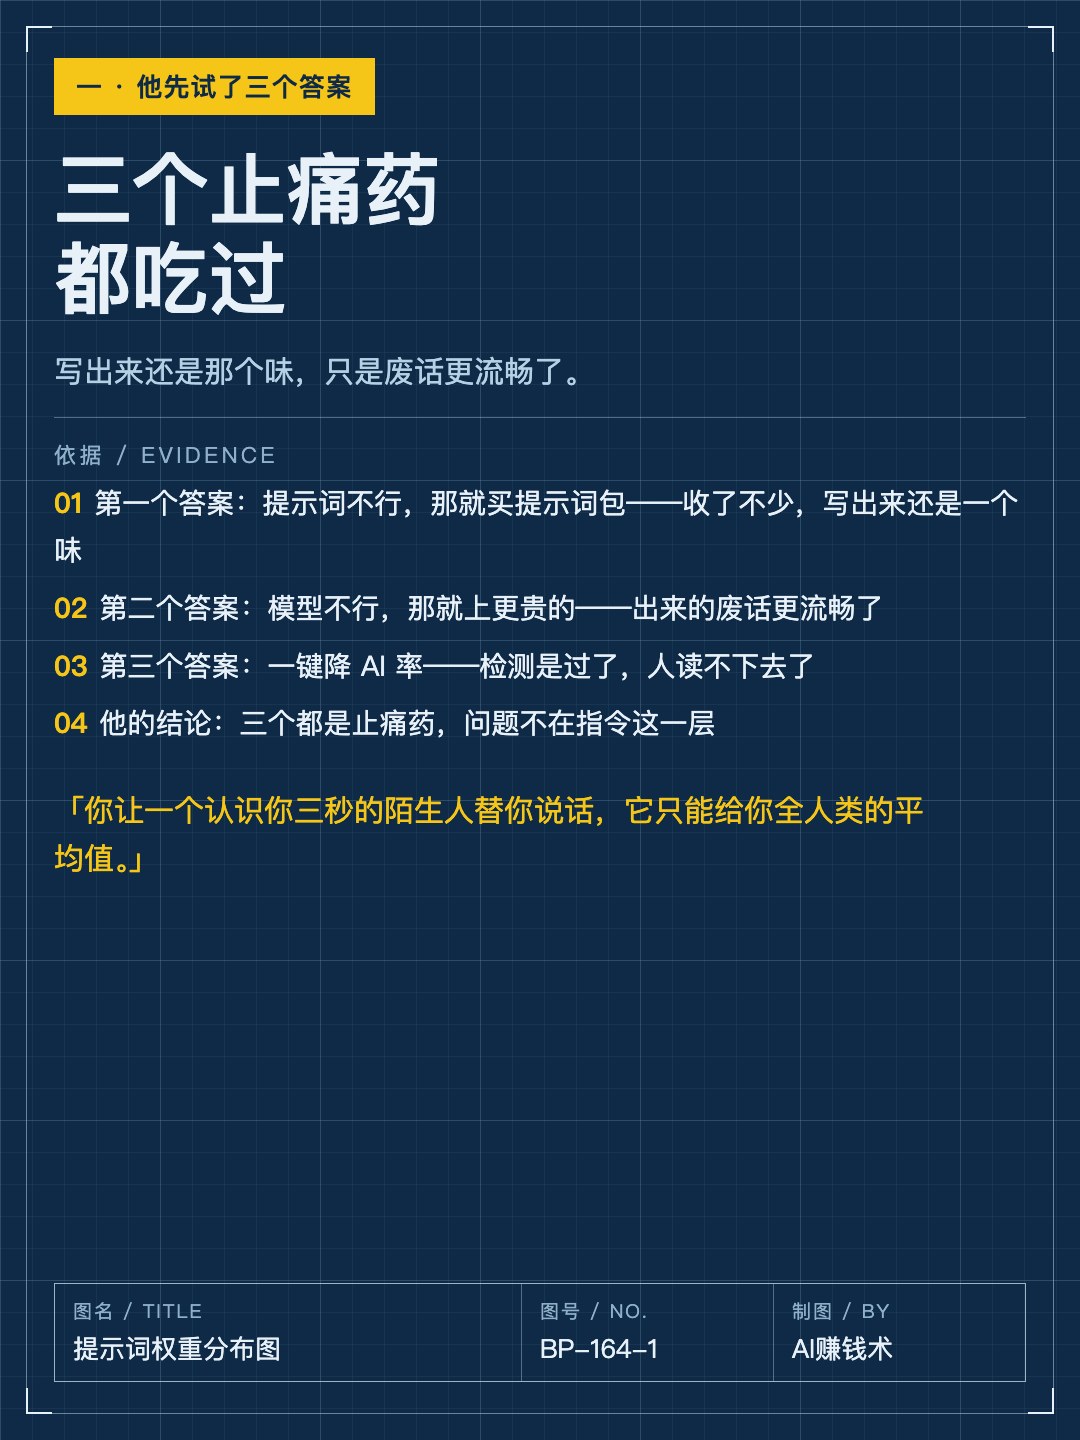 一 · 他先试了三个答案
三个止痛药
都吃过
写出来还是那个味，只是废话更流畅了。
依据 / EVIDENCE
01 第一个答案：提示词不行，那就买提示词包——收了不少，写出来还是一个
味
02 第二个答案：模型不行，那就上更贵的——出来的废话更流畅了
03 第三个答案：一键降 AI 率——检测是过了，人读不下去了
04 他的结论：三个都是止痛药，问题不在指令这一层
「你让一个认识你三秒的陌生人替你说话，它只能给你全人类的平
均值。」
图名 / TITLE
提示词权重分布图
图号 / NO.
BP-164-1
制图 / BY
AI赚钱术